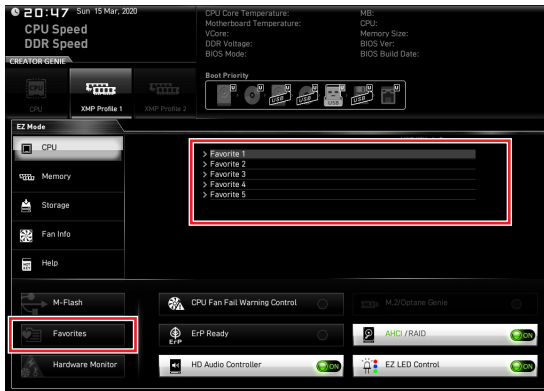 20:47 Sun 15 Mar, 2020
CPU Speed
DDR Speed
CPU Core Temperature:
Motherboard Temperature:
VCore:
DDR Voltage:
BIOS Mode:
MB:
CPU:
Memory Size:
BIOS Ver:
BIOS Build Date:
CREATOR GENIE
CPU
XMP Profile 1
XMP Profile 2
Boot Priority
U U U U U U U
USB USB USB USB
EZ Mode
CPU
Memory
Storage
Fan Info
Help
> Favorite 1
> Favorite 2
> Favorite 3
> Favorite 4
> Favorite 5
M-Flash
Favorites
Hardware Monitor
CPU Fan Fail Warning Control
ErP
ErP Ready
HD Audio Controller
ON
M.2/Optane Genie
AHCI /RAID
ON
EZ LED Control
ON